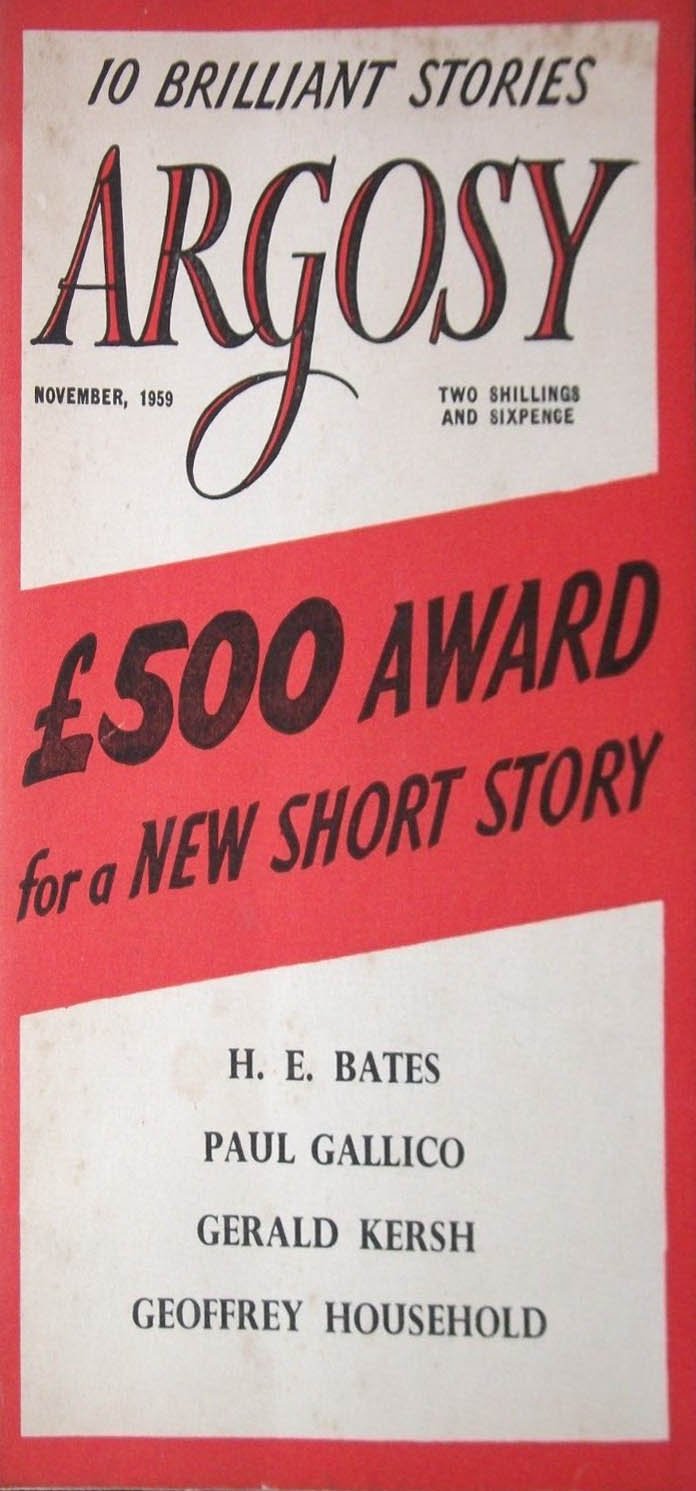 10 BRILLIANT STORIES
ARGOSY
NOVEMBER, 1959
TWO SHILLINGS
AND SIXPENCE
£500 AWARD
for a NEW SHORT STORY
H. E. BATES
PAUL GALLICO
GERALD KERSH
GEOFFREY HOUSEHOLD